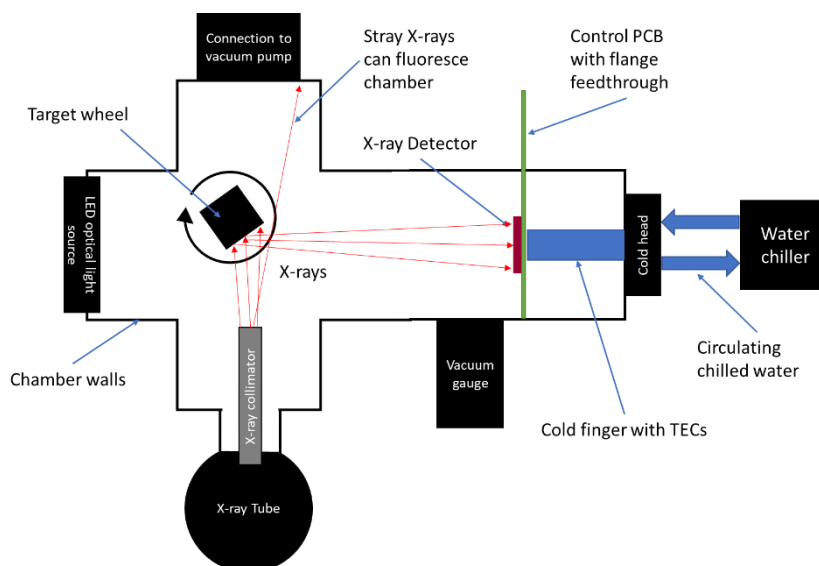 Connection to
vacuum pump
Stray X-rays
can fluoresce
chamber
Control PCB
with flange
feedthrough
Target wheel
X-ray Detector
LED optical light
source
X-rays
Cold head
Water
chiller
Chamber walls
X-ray collimator
Vacuum
gauge
Circulating
chilled water
Cold finger with TECs
X-ray Tube